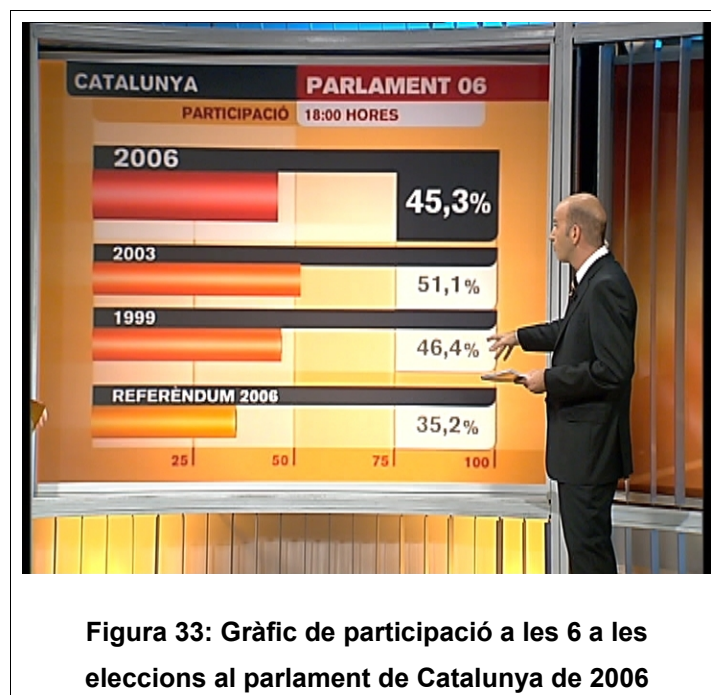 CATALUNYA PARLAMENT 06
PARTICIPACIÓ 18:00 HORES
2006
45,3%
2003
51,1%
1999
46,4%
REFERÈNDUM 2006
35,2%
25 50 75 100
Figura 33: Gràfic de participació a les 6 a les
eleccions al parlament de Catalunya de 2006